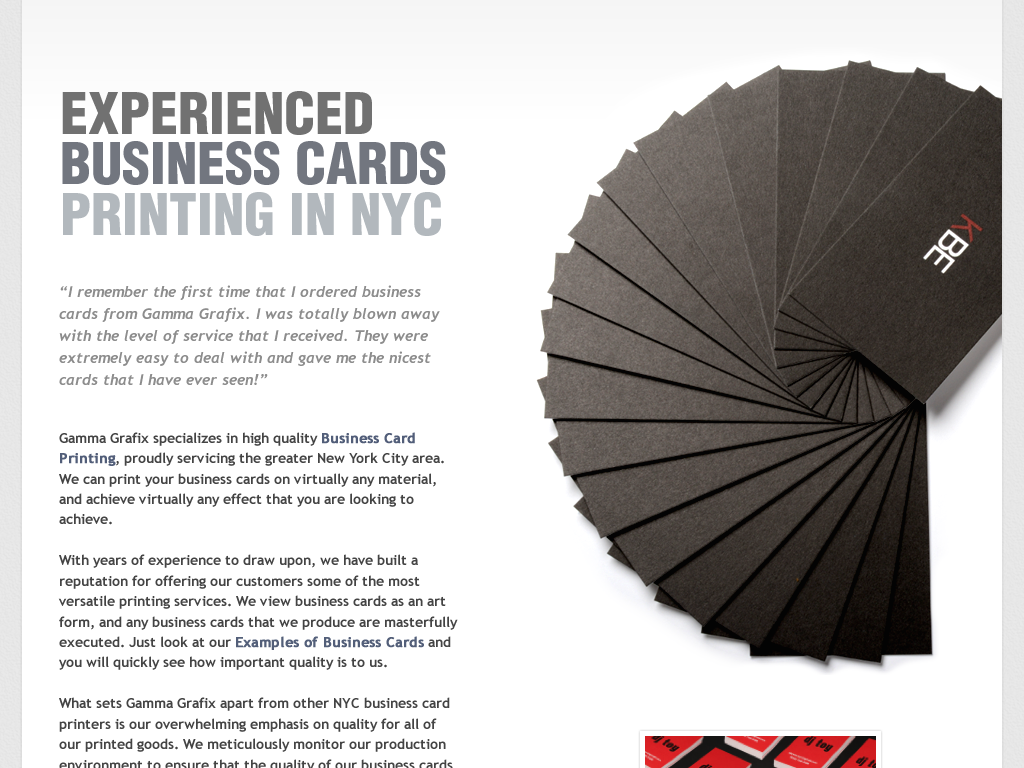 EXPERIENCED
BUSINESS CARDS
PRINTING IN NYC
“I remember the first time that I ordered business
cards from Gamma Grafix. I was totally blown away
with the level of service that I received. They were
extremely easy to deal with and gave me the nicest
cards that I have ever seen!”
Gamma Grafix specializes in high quality Business Card
Printing, proudly servicing the greater New York City area.
We can print your business cards on virtually any material,
and achieve virtually any effect that you are looking to
achieve.
With years of experience to draw upon, we have built a
reputation for offering our customers some of the most
versatile printing services. We view business cards as an art
form, and any business cards that we produce are masterfully
executed. Just look at our Examples of Business Cards and
you will quickly see how important quality is to us.
What sets Gamma Grafix apart from other NYC business card
printers is our overwhelming emphasis on quality for all of
our printed goods. We meticulously monitor our production
environment to ensure that the quality of our business cards
KBE